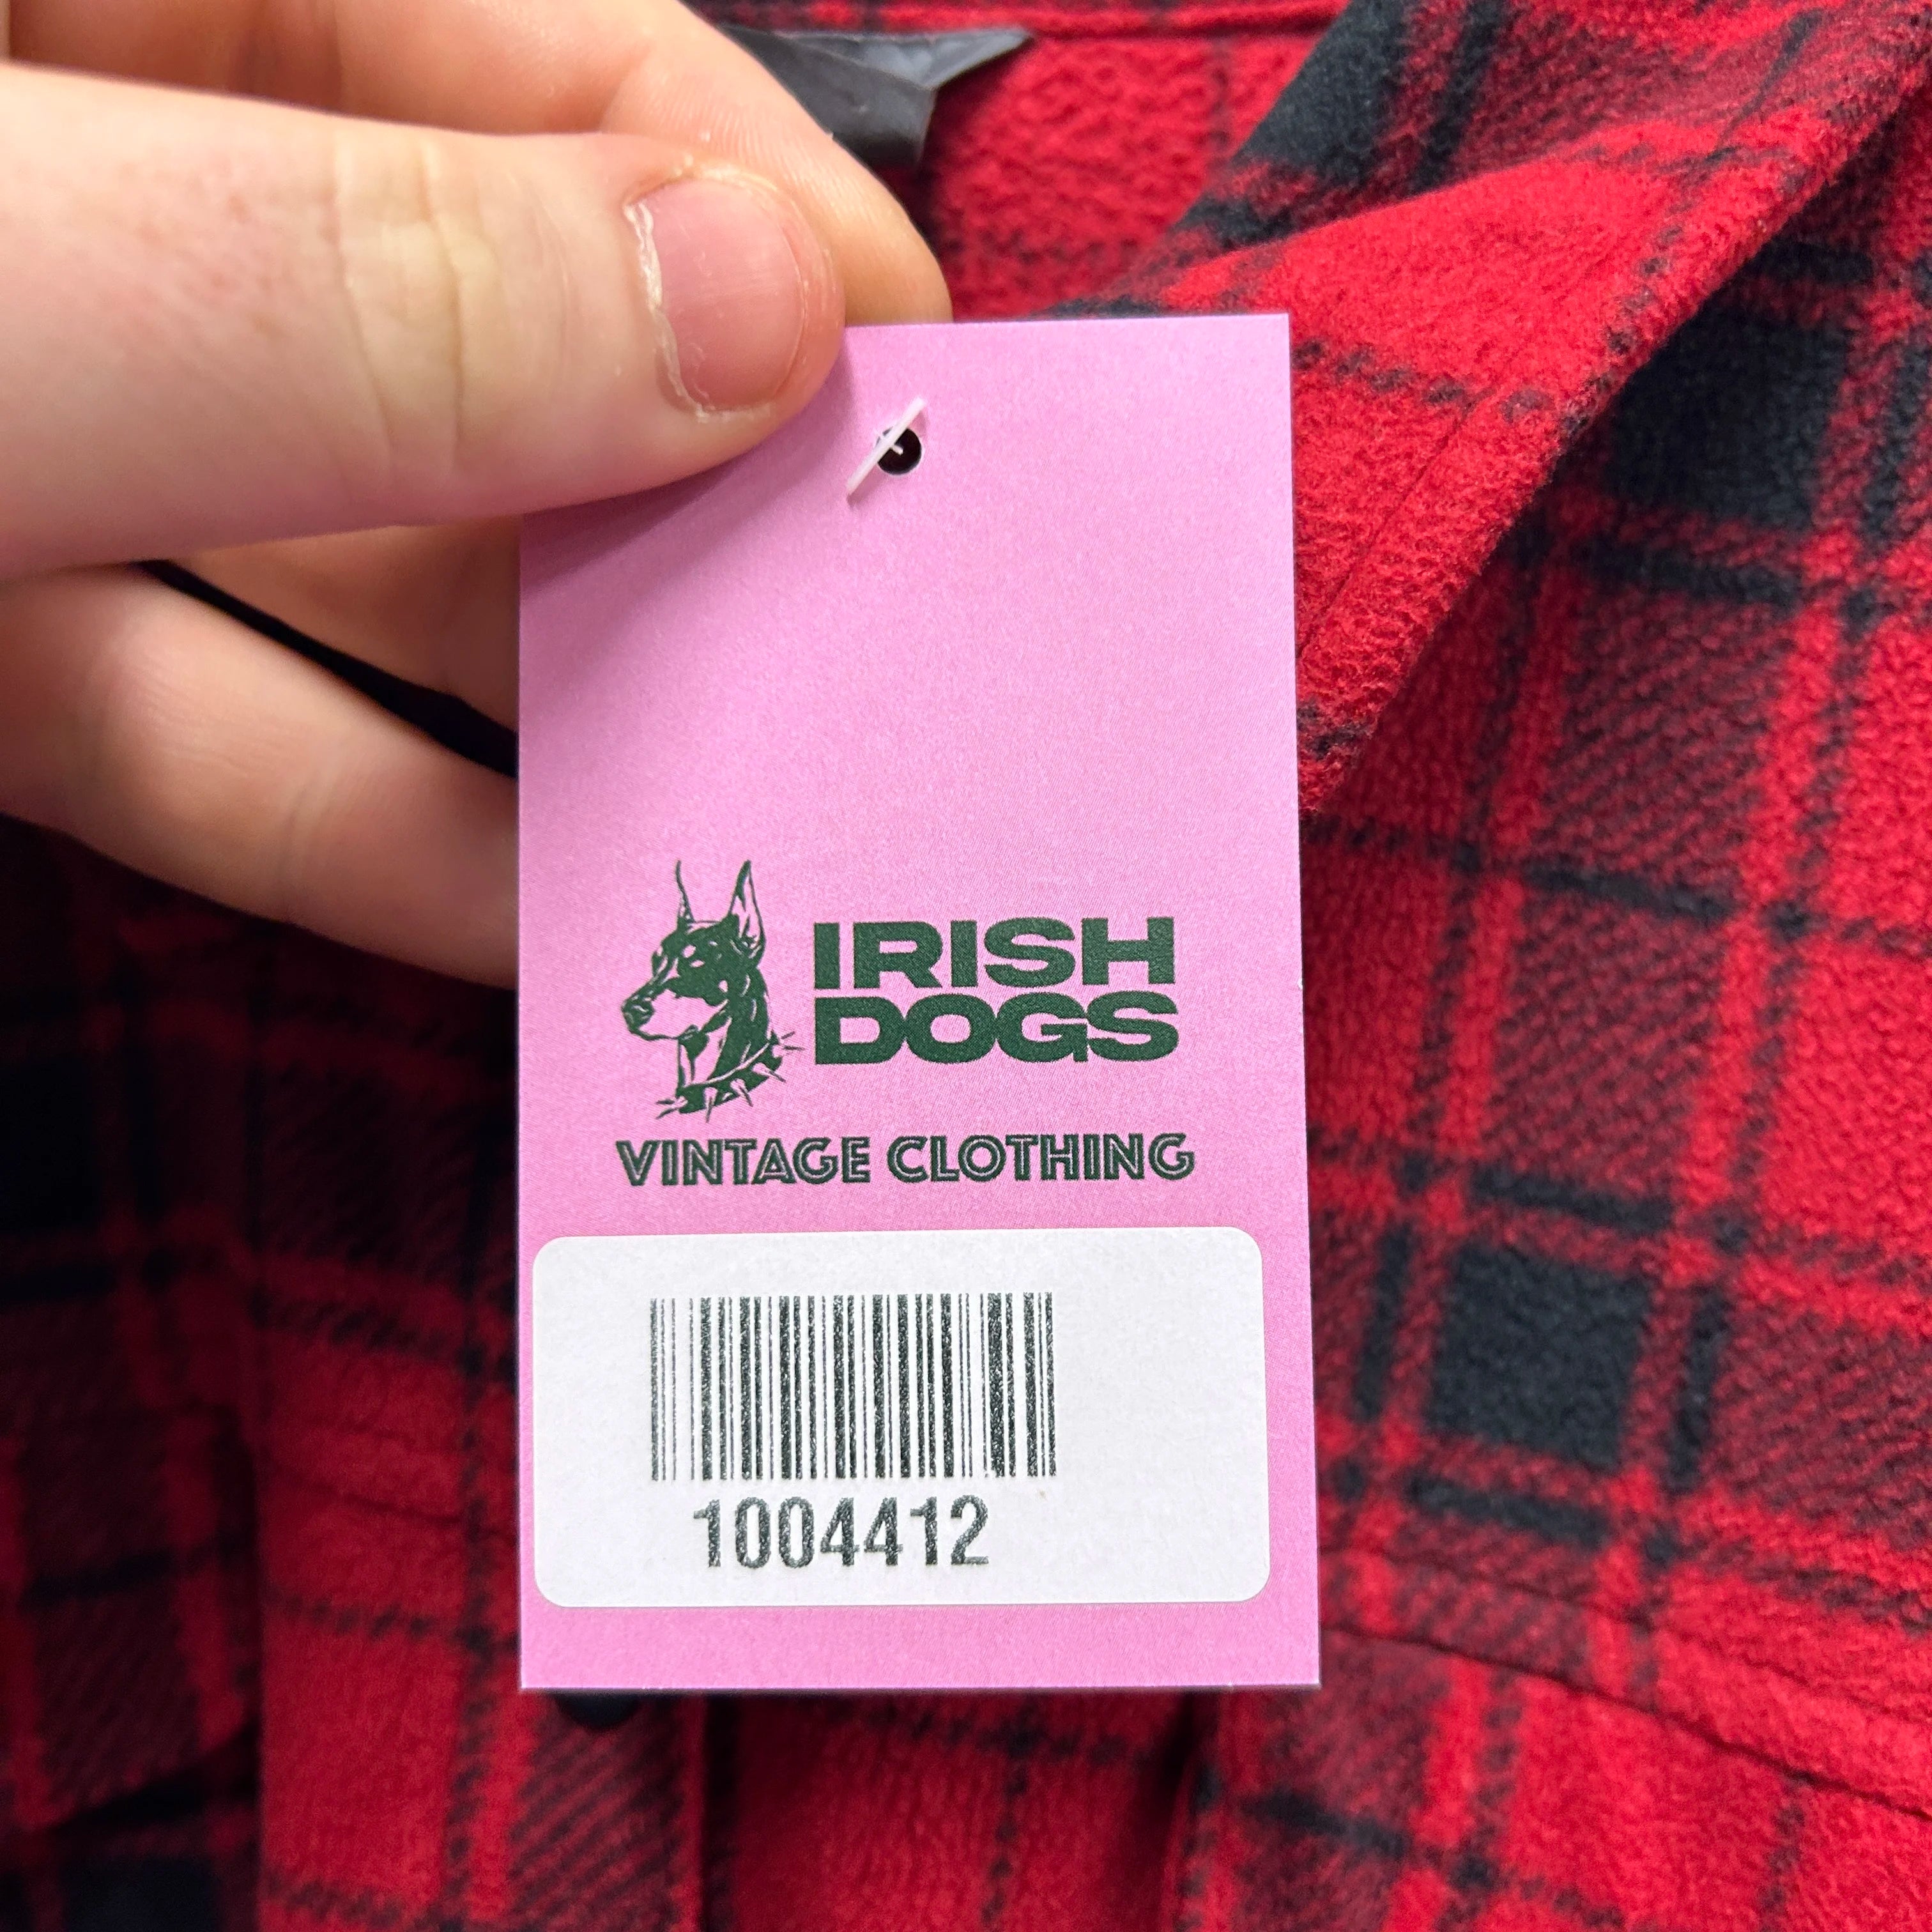 IRISH
DOGS
VINTAGE CLOTHING
1004412